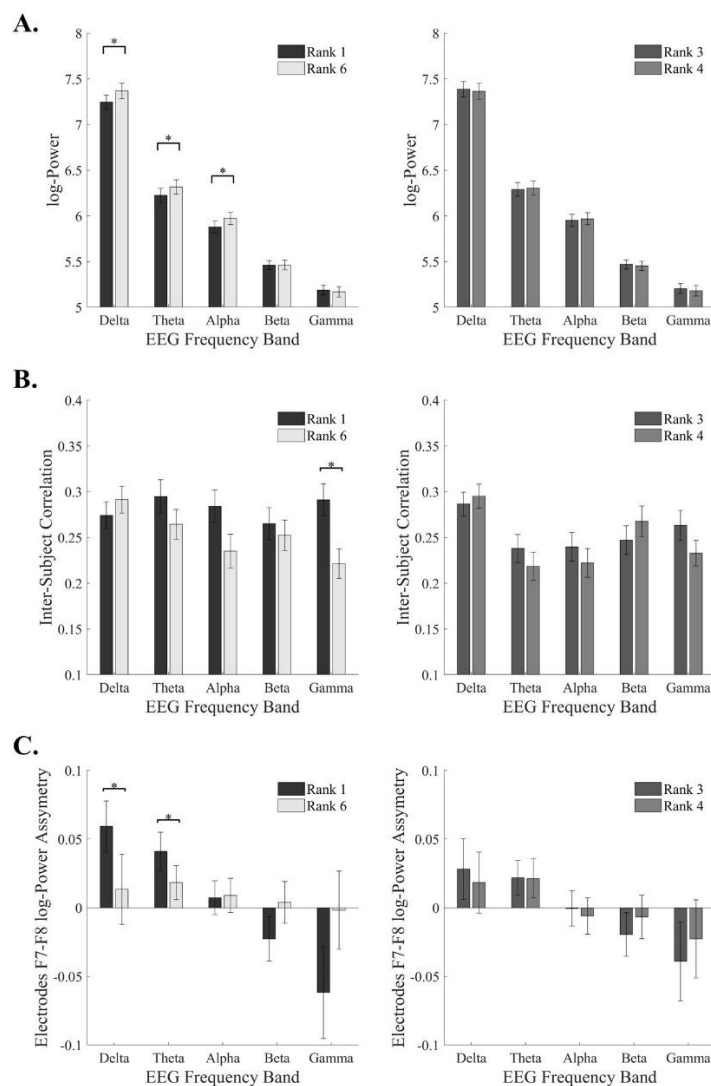 A.
8
7.5
7
6.5
6
5.5
5
log-Power
*
*
*
Rank 1
Rank 6
Delta Theta Alpha Beta Gamma
EEG Frequency Band
8
7.5
7
6.5
6
5.5
5
log-Power
Rank 3
Rank 4
Delta Theta Alpha Beta Gamma
EEG Frequency Band
B.
0.4
0.35
0.3
0.25
0.2
0.15
0.1
Inter-Subject Correlation
Rank 1
Rank 6
*
Delta Theta Alpha Beta Gamma
EEG Frequency Band
0.4
0.35
0.3
0.25
0.2
0.15
0.1
Inter-Subject Correlation
Rank 3
Rank 4
Delta Theta Alpha Beta Gamma
EEG Frequency Band
C.
0.1
0.05
0
-0.05
-0.1
Electrodes F7-F8 log-Power Assymetry
*
*
Rank 1
Rank 6
Delta Theta Alpha Beta Gamma
EEG Frequency Band
0.1
0.05
0
-0.05
-0.1
Electrodes F7-F8 log-Power Assymetry
Rank 3
Rank 4
Delta Theta Alpha Beta Gamma
EEG Frequency Band